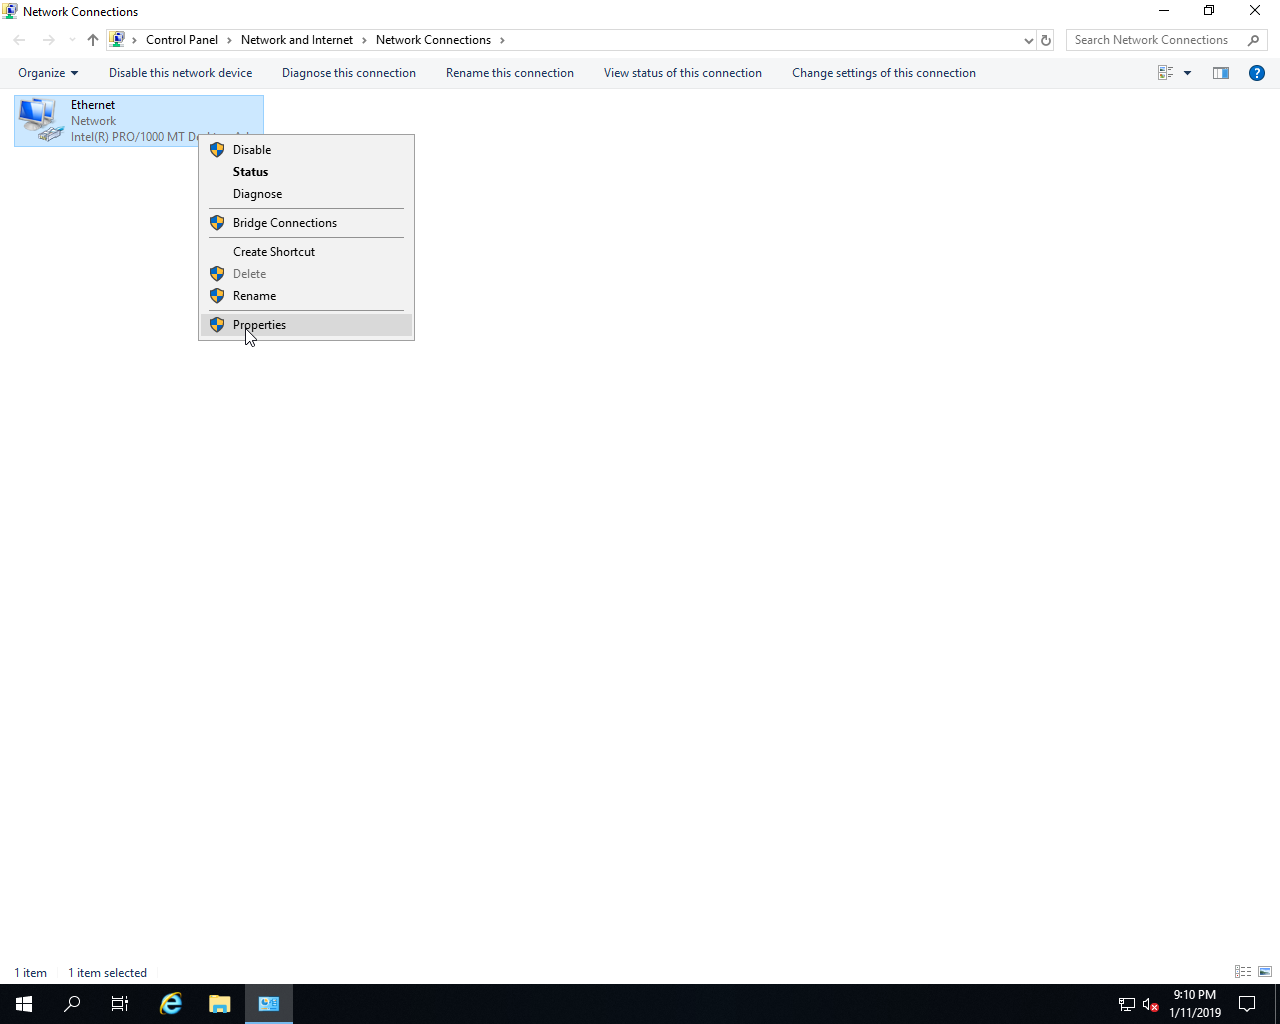 Network Connections
Control Panel Network and Internet Network Connections
Search Network Connections
Organize Disable this network device Diagnose this connection Rename this connection View status of this connection Change settings of this connection
Ethernet
Network
Intel(R) PRO/1000 MT
Disable
Status
Diagnose
Bridge Connections
Create Shortcut
Delete
Rename
Properties
1 item 1 item selected
9:10 PM
1/11/2019